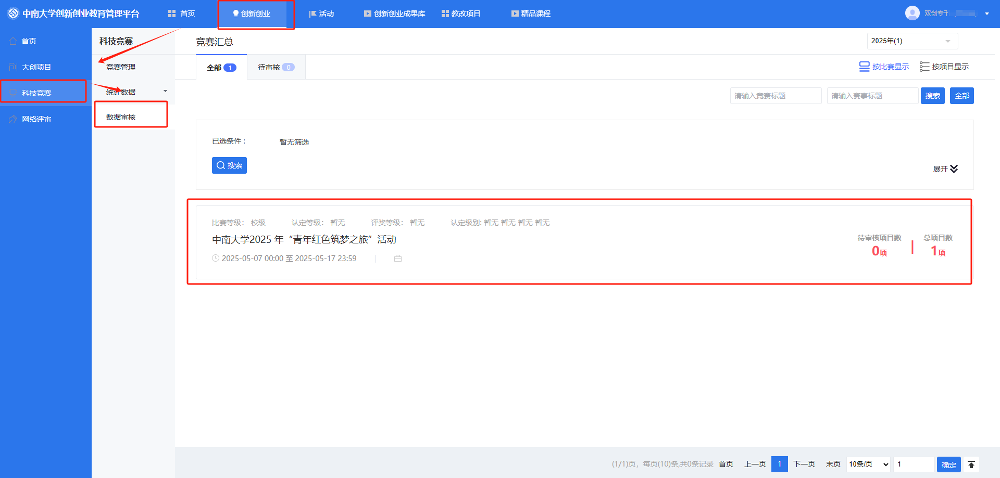 中南大学创新创业教育管理平台
首页
创新创业
活动
创新创业成果库
教改项目
精品课程
双创专干
首页
大创项目
科技竞赛
网络评审
科技竞赛
竞赛管理
统计数据
数据审核
竞赛汇总
2025年(1)
全部 1
待审核 0
按比赛显示
按项目显示
请输入竞赛标题
请输入赛事标题
搜索
全部
已选条件：
暂无筛选
搜索
展开
比赛等级： 校级
认定等级： 暂无
评奖等级： 暂无
认定级别: 暂无 暂无 暂无 暂无
中南大学2025 年“青年红色筑梦之旅”活动
2025-05-07 00:00 至 2025-05-17 23:59
待审核项目数
0项
总项目数
1项
(1/1)页，每页(10)条,共0条记录 首页 上一页 1 下一页 末页 10条/页 1 确定